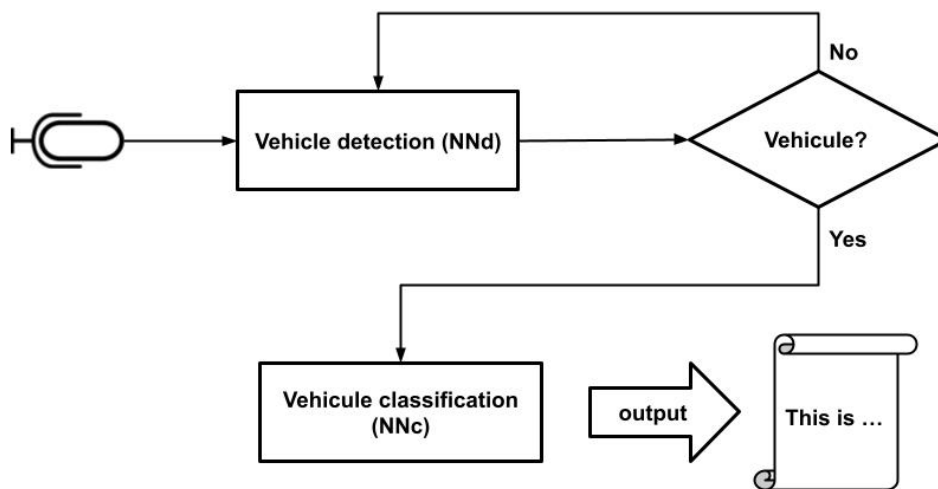 No
Vehicle detection (NNd)
Vehicule?
Yes
Vehicule classification
(NNc)
output
This is ...